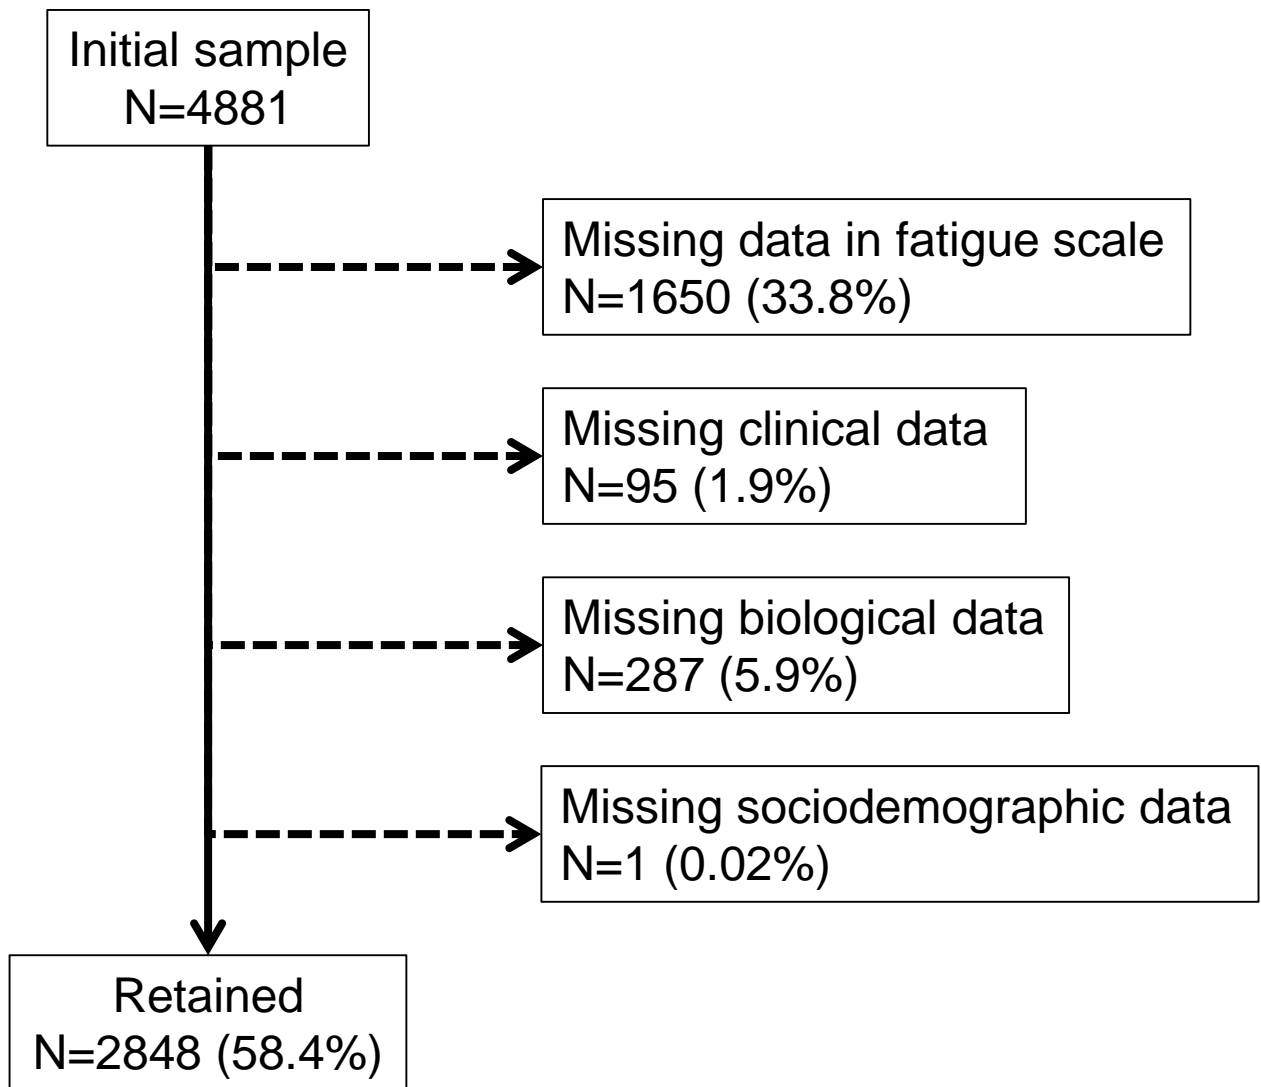 Initial sample
N=4881
Missing data in fatigue scale
N=1650 (33.8%)
Missing clinical data
N=95 (1.9%)
Missing biological data
N=287 (5.9%)
Missing sociodemographic data
N=1 (0.02%)
Retained
N=2848 (58.4%)